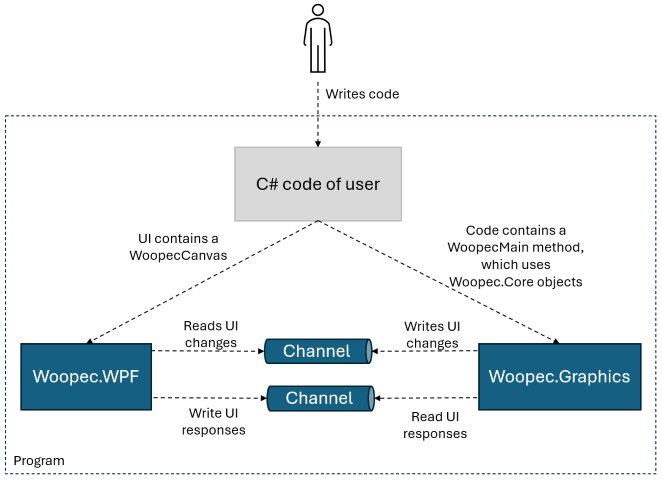 Writes code
C# code of user
UI contains a
WoopecCanvas
Code contains a
WoopecMain method,
which uses
Woopec.Core objects
Reads UI
changes
Channel
Writes UI
changes
Woopec.WPF
Woopec.Graphics
Write UI
responses
Channel
Read UI
responses
Program